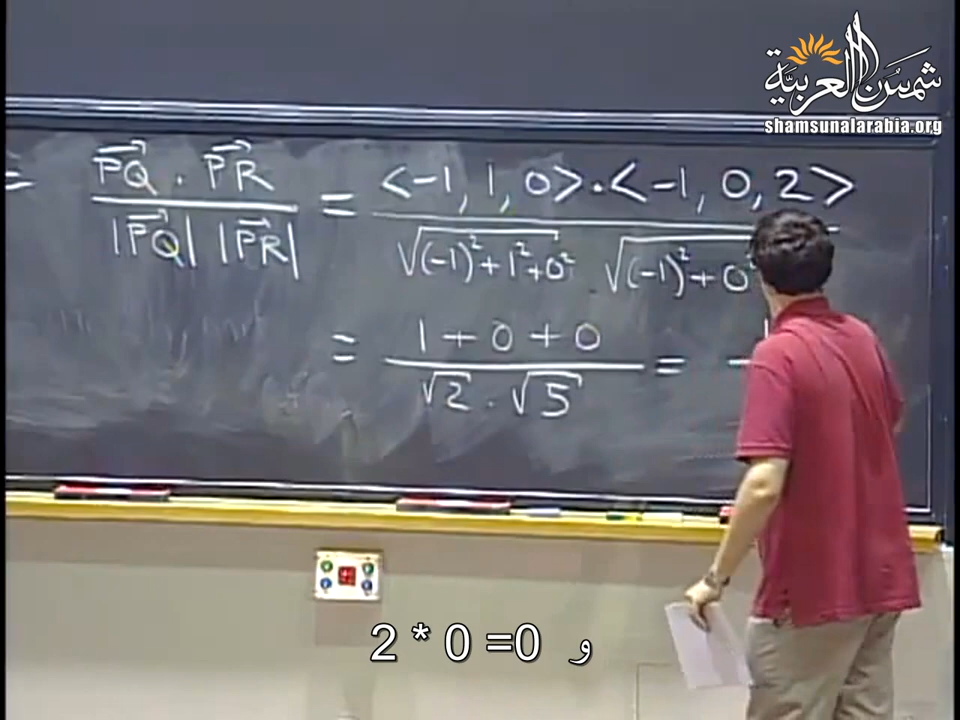 شمس العربية
shamsunalarabia.org
= PQ⃗ · PR⃗ / |PQ⃗| |PR⃗| = <-1, 1, 0> · <-1, 0, 2> / √((-1)² + 1² + 0²) √((-1)² + 0²
= 1 + 0 + 0 / √2 · √5 =
و 2 * 0 =0